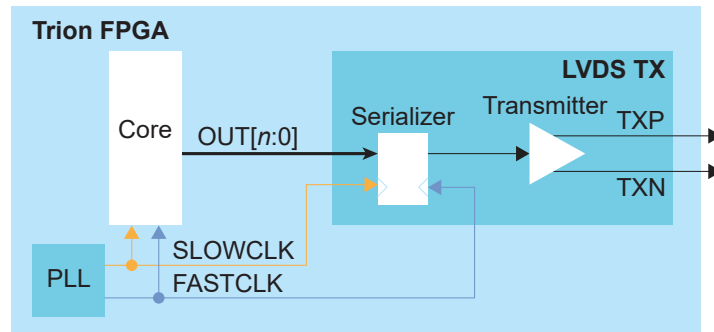 Trion FPGA
LVDS TX
Core
OUT[n:0]
Serializer
Transmitter
TXP
TXN
SLOWCLK
FASTCLK
PLL